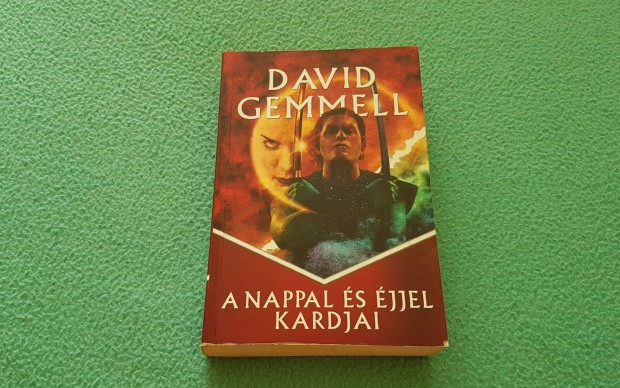 DAVID
GEMMELL
A NAPPAL ÉS ÉJJEL
KARDJAI